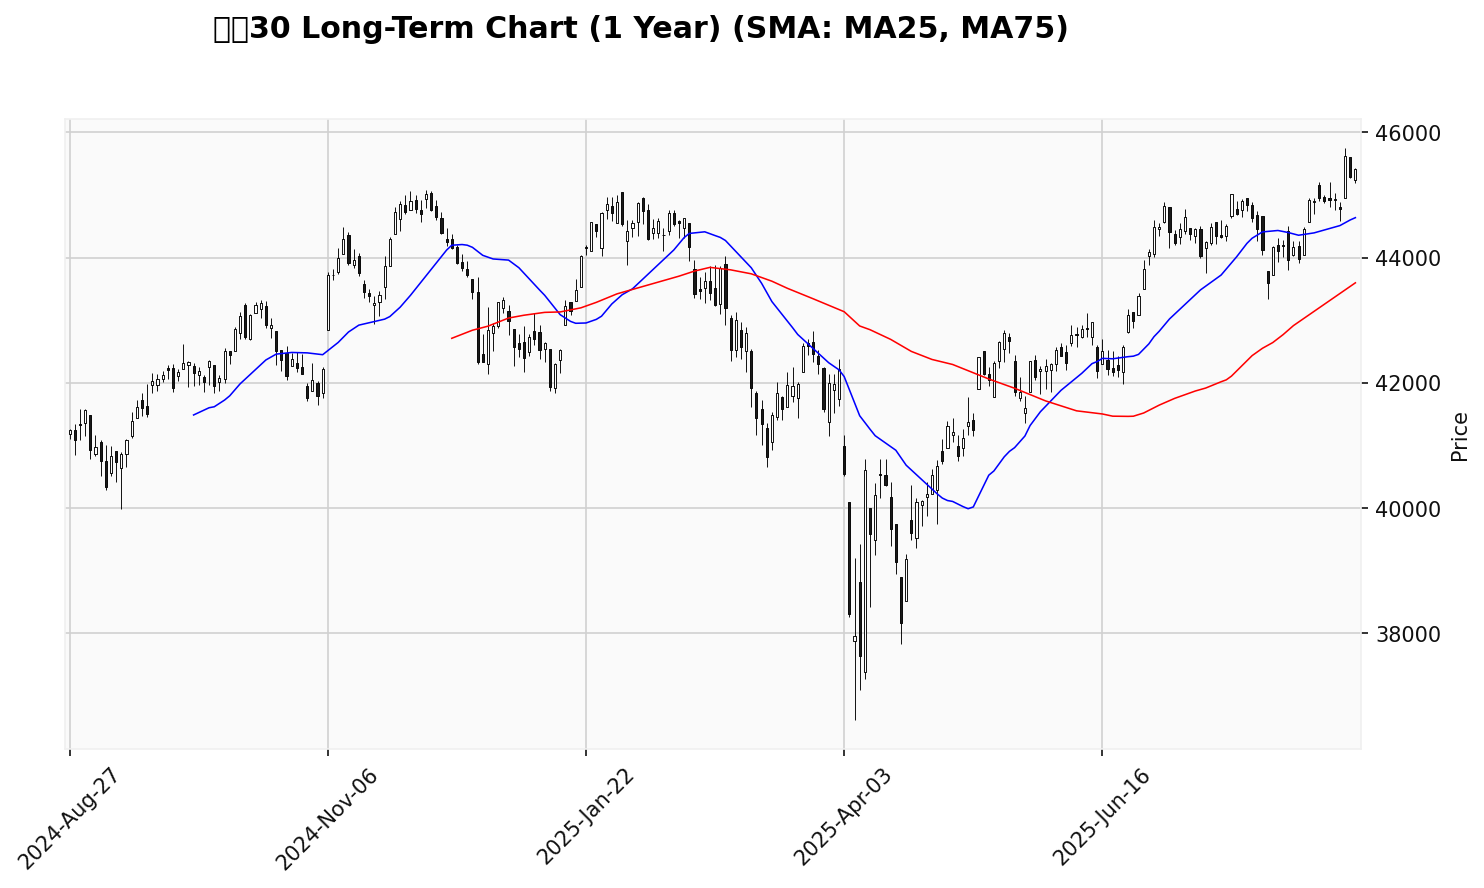 30 Long-Term Chart (1 Year) (SMA: MA25, MA75)
46000
44000
42000
40000
38000
Price
2024-Aug-27
2024-Nov-06
2025-Jan-22
2025-Apr-03
2025-Jun-16